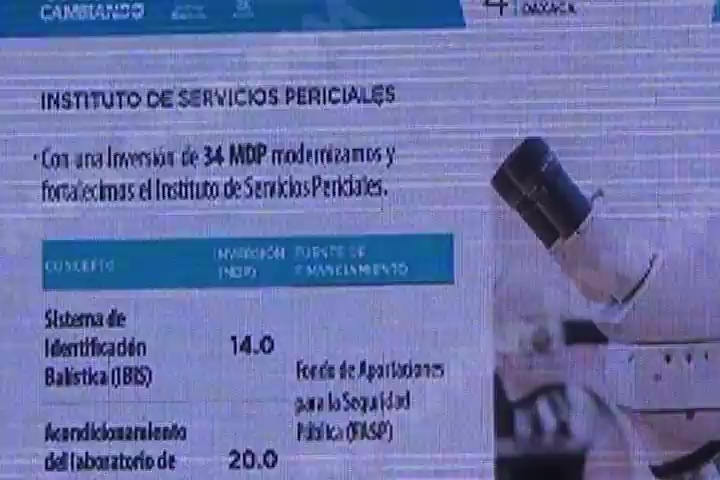 CAMBIANDO
4 OAXACA
INSTITUTO DE SERVICIOS PERICIALES
• Con una Inversión de 34 MDP modernizamos y
fortalecimos el Instituto de Servicios Periciales.
CONCEPTO
INVERSIÓN
(MDP)
FUENTE DE
FINANCIAMIENTO
Sistema de
Identificación
Balística (IBIS)
14.0
Fondo de Aportaciones
para la Seguridad
Pública (FASP)
Acondicionamiento
del laboratorio de
20.0